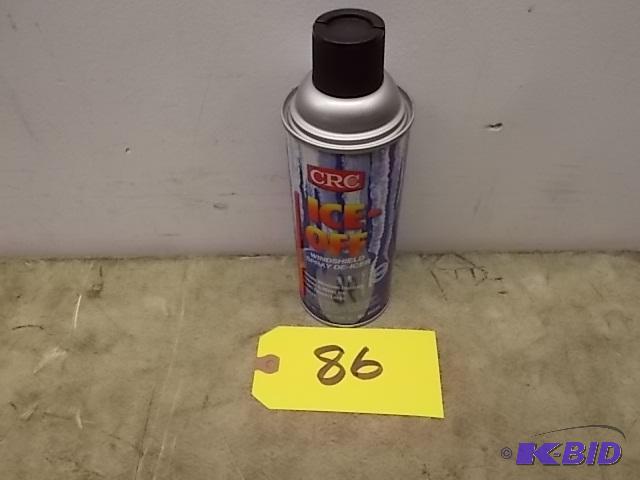 CRC
ICE-
OFF
WINDSHIELD
SPRAY DE-ICER
86
© K-BID